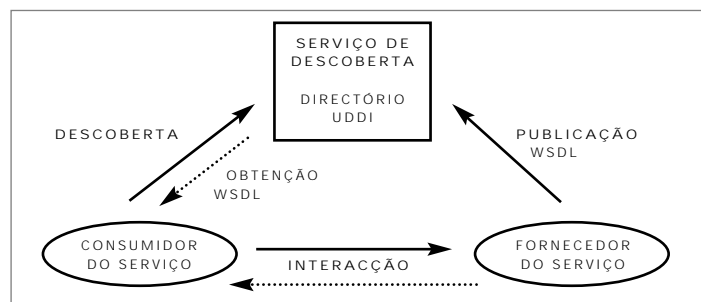 SERVIÇO DE
DESCOBERTA
DIRECTÓRIO
UDDI
DESCOBERTA
PUBLICAÇÃO
WSDL
OBTENÇÃO
WSDL
CONSUMIDOR
DO SERVIÇO
INTERACÇÃO
FORNECEDOR
DO SERVIÇO